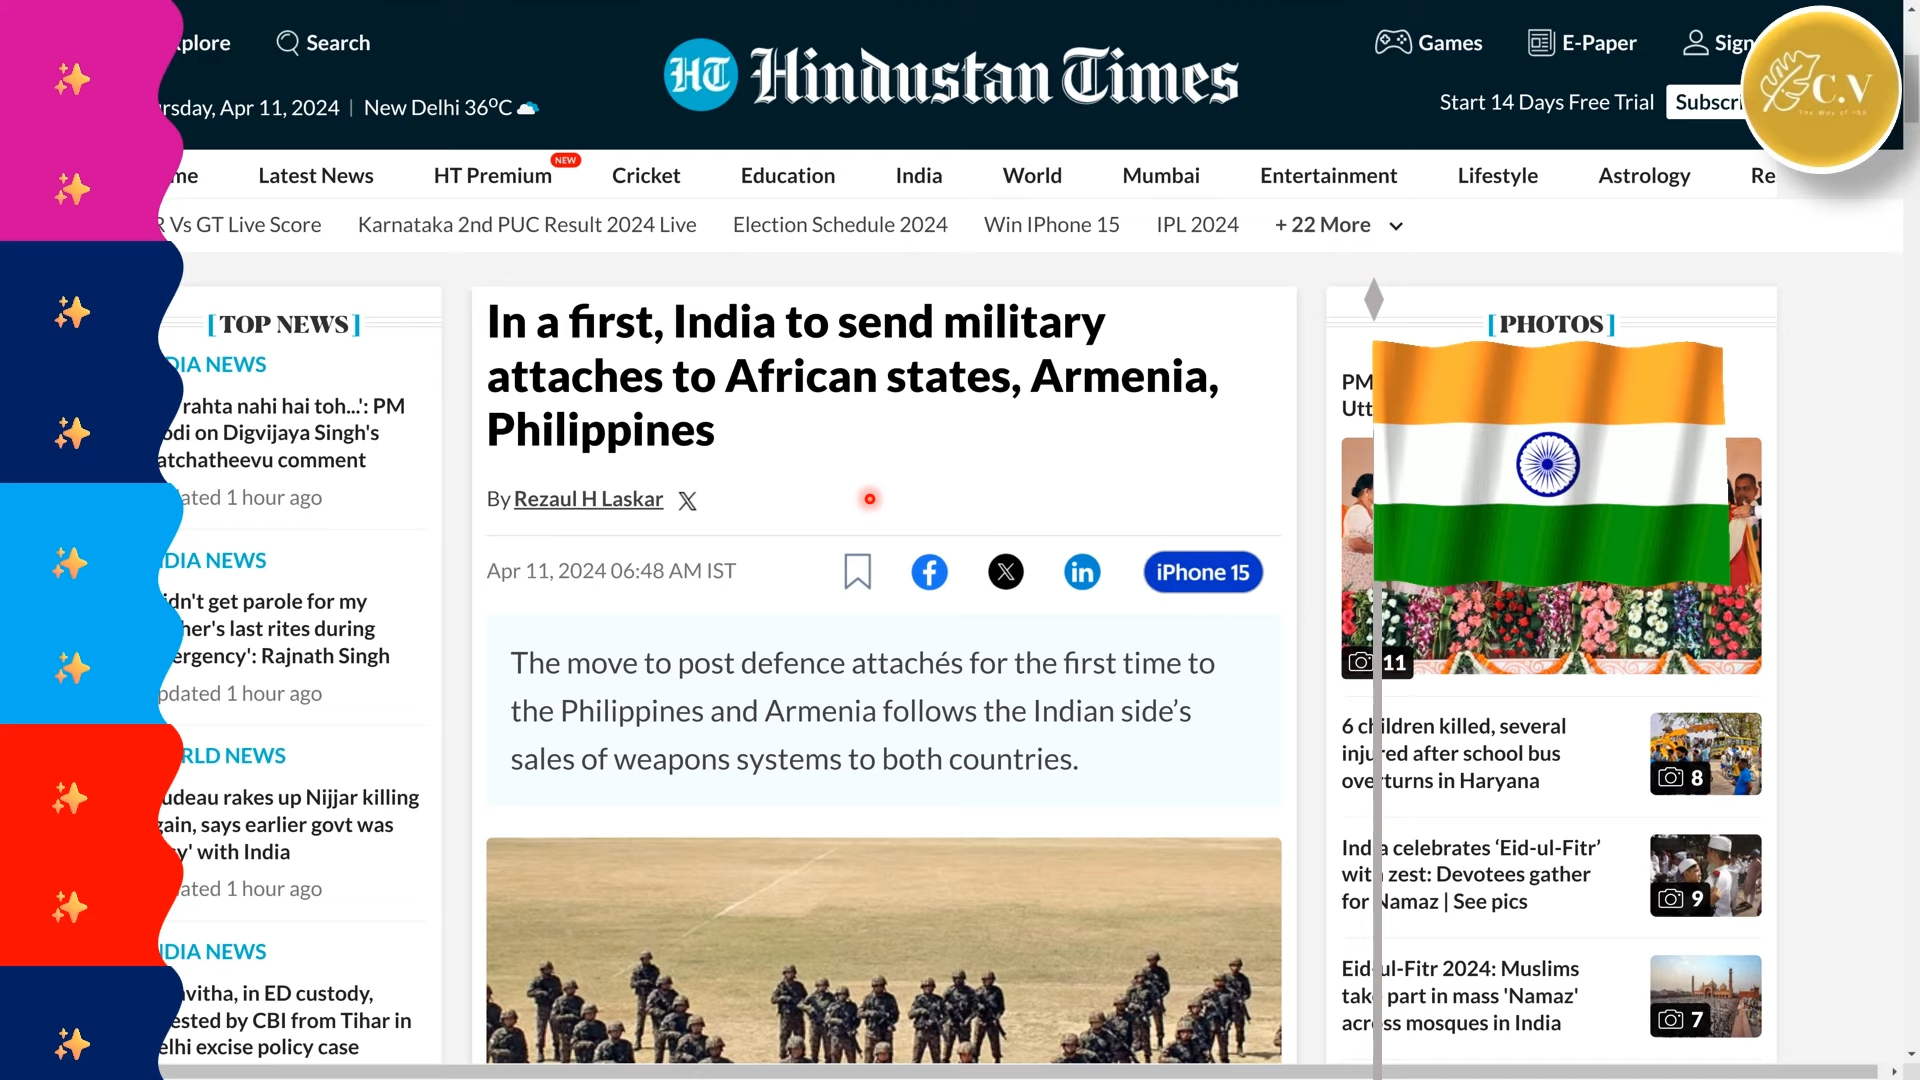 xplore
Search
HT Hindustan Times
Games
E-Paper
Sign
rsday, Apr 11, 2024 | New Delhi 36ºC
Start 14 Days Free Trial
Subscri
C.V
me
Latest News
HT Premium
NEW
Cricket
Education
India
World
Mumbai
Entertainment
Lifestyle
Astrology
Re
R Vs GT Live Score
Karnataka 2nd PUC Result 2024 Live
Election Schedule 2024
Win IPhone 15
IPL 2024
+ 22 More
[TOP NEWS]
DIA NEWS
rahta nahi hai toh...': PM
odi on Digvijaya Singh's
atchatheevu comment
ated 1 hour ago
DIA NEWS
idn't get parole for my
her's last rites during
ergency': Rajnath Singh
pdated 1 hour ago
RLD NEWS
udeau rakes up Nijjar killing
gain, says earlier govt was
y' with India
ated 1 hour ago
DIA NEWS
avitha, in ED custody,
ested by CBI from Tihar in
elhi excise policy case
In a first, India to send military
attaches to African states, Armenia,
Philippines
By Rezaul H Laskar
Apr 11, 2024 06:48 AM IST
iPhone 15
The move to post defence attachés for the first time to
the Philippines and Armenia follows the Indian side’s
sales of weapons systems to both countries.
[PHOTOS]
PM
Utt
11
6 children killed, several
injured after school bus
overturns in Haryana
8
India celebrates ‘Eid-ul-Fitr’
with zest: Devotees gather
for Namaz | See pics
9
Eid-ul-Fitr 2024: Muslims
take part in mass 'Namaz'
across mosques in India
7